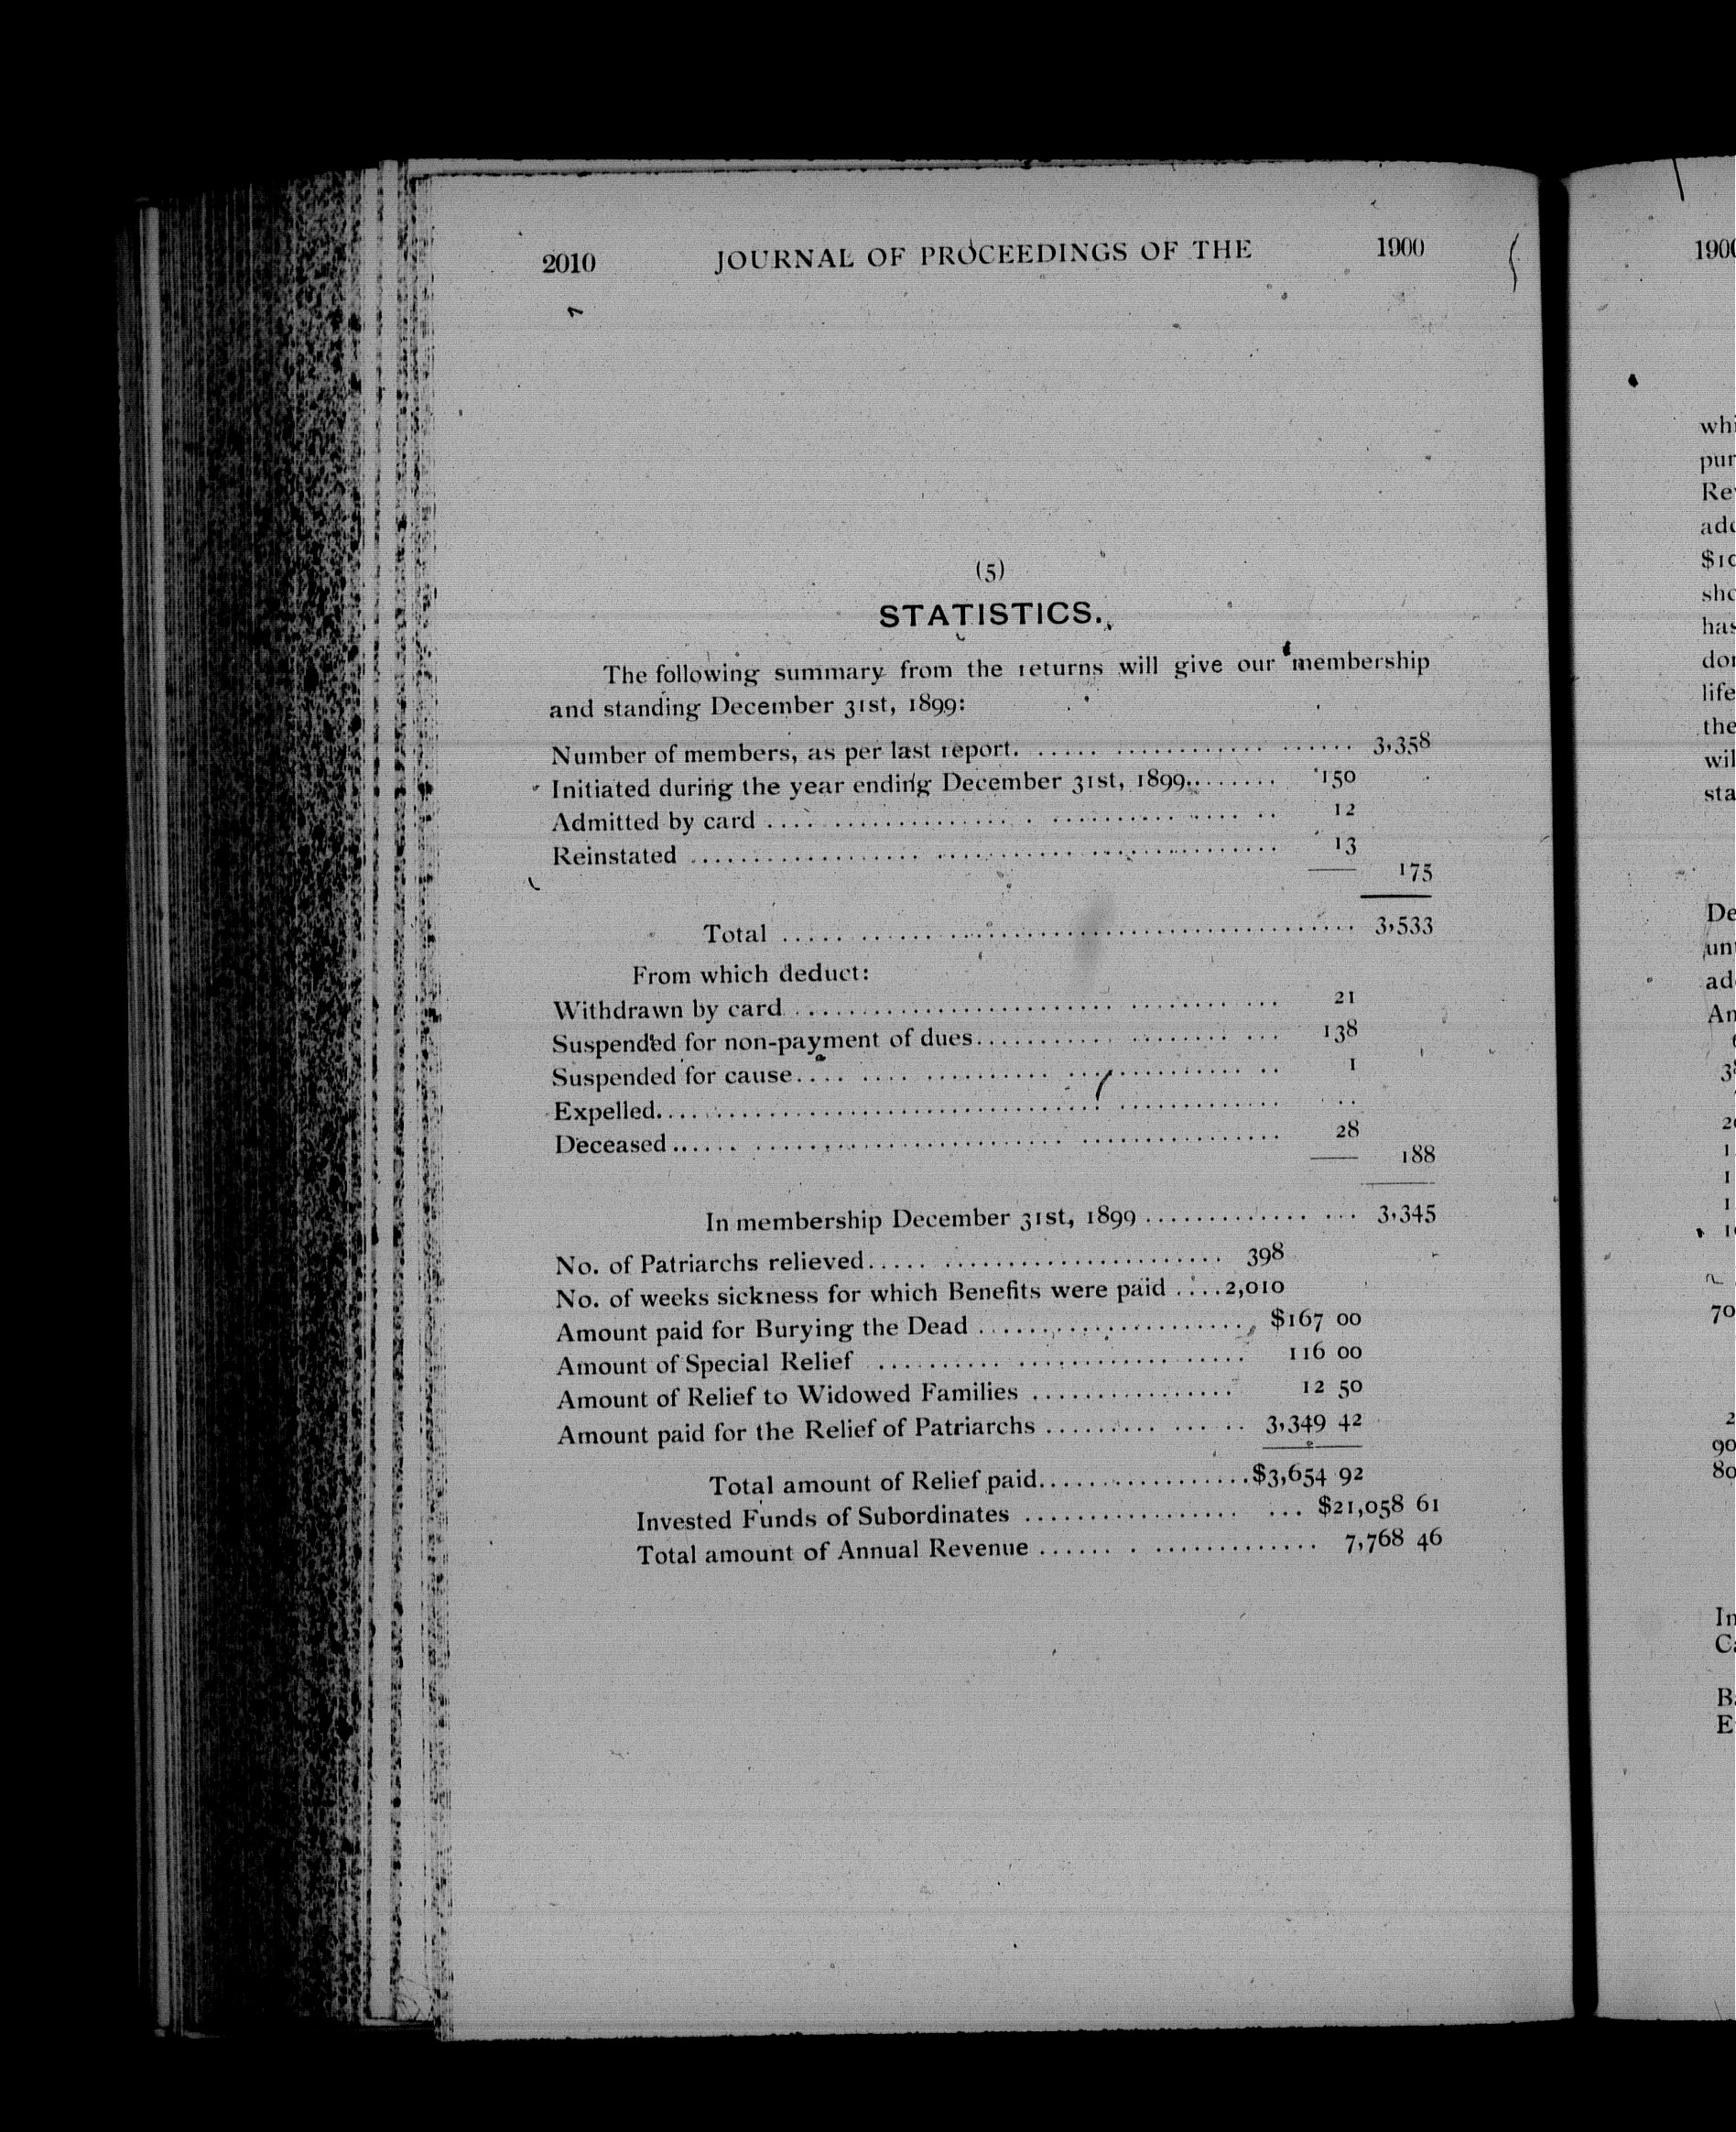 2010 JOURNAL OF PROCEEDINGS OF THE 1900
(5)
STATISTICS.
The following summary from the returns will give our membership
and standing December 31st, 1899:
Number of members, as per last report. ..... ............ ...... 3,358
Initiated during the year ending December 31st, 1899........ 150
Admitted by card .... ................ . .......... .... .. 12
Reinstated .................. ............................ 13
175
Total .............................................. 3,533
From which deduct:
Withdrawn by card.............................. ............ 21
Suspended for non-payment of dues........... ........ ... 138
Suspended for cause.... .... .......... ............... .. 1
Expelled................................... ............. ..
Deceased...... ......................... ................ 28
188
In membership December 31st, 1899 ............. ... 3,345
No. of Patriarchs relieved..... ...................... 398
No. of weeks sickness for which Benefits were paid ....2,010
Amount paid for Burying the Dead ...................... $167 00
Amount of Special Relief .......... .................. 116 00
Amount of Relief to Widowed Families ................ 12 50
Amount paid for the Relief of Patriarchs ......... ... .. 3,349 42
Total amount of Relief paid..................$3,654 92
Invested Funds of Subordinates ................. ... $21,058 61
Total amount of Annual Revenue ...... . ............. 7,768 46